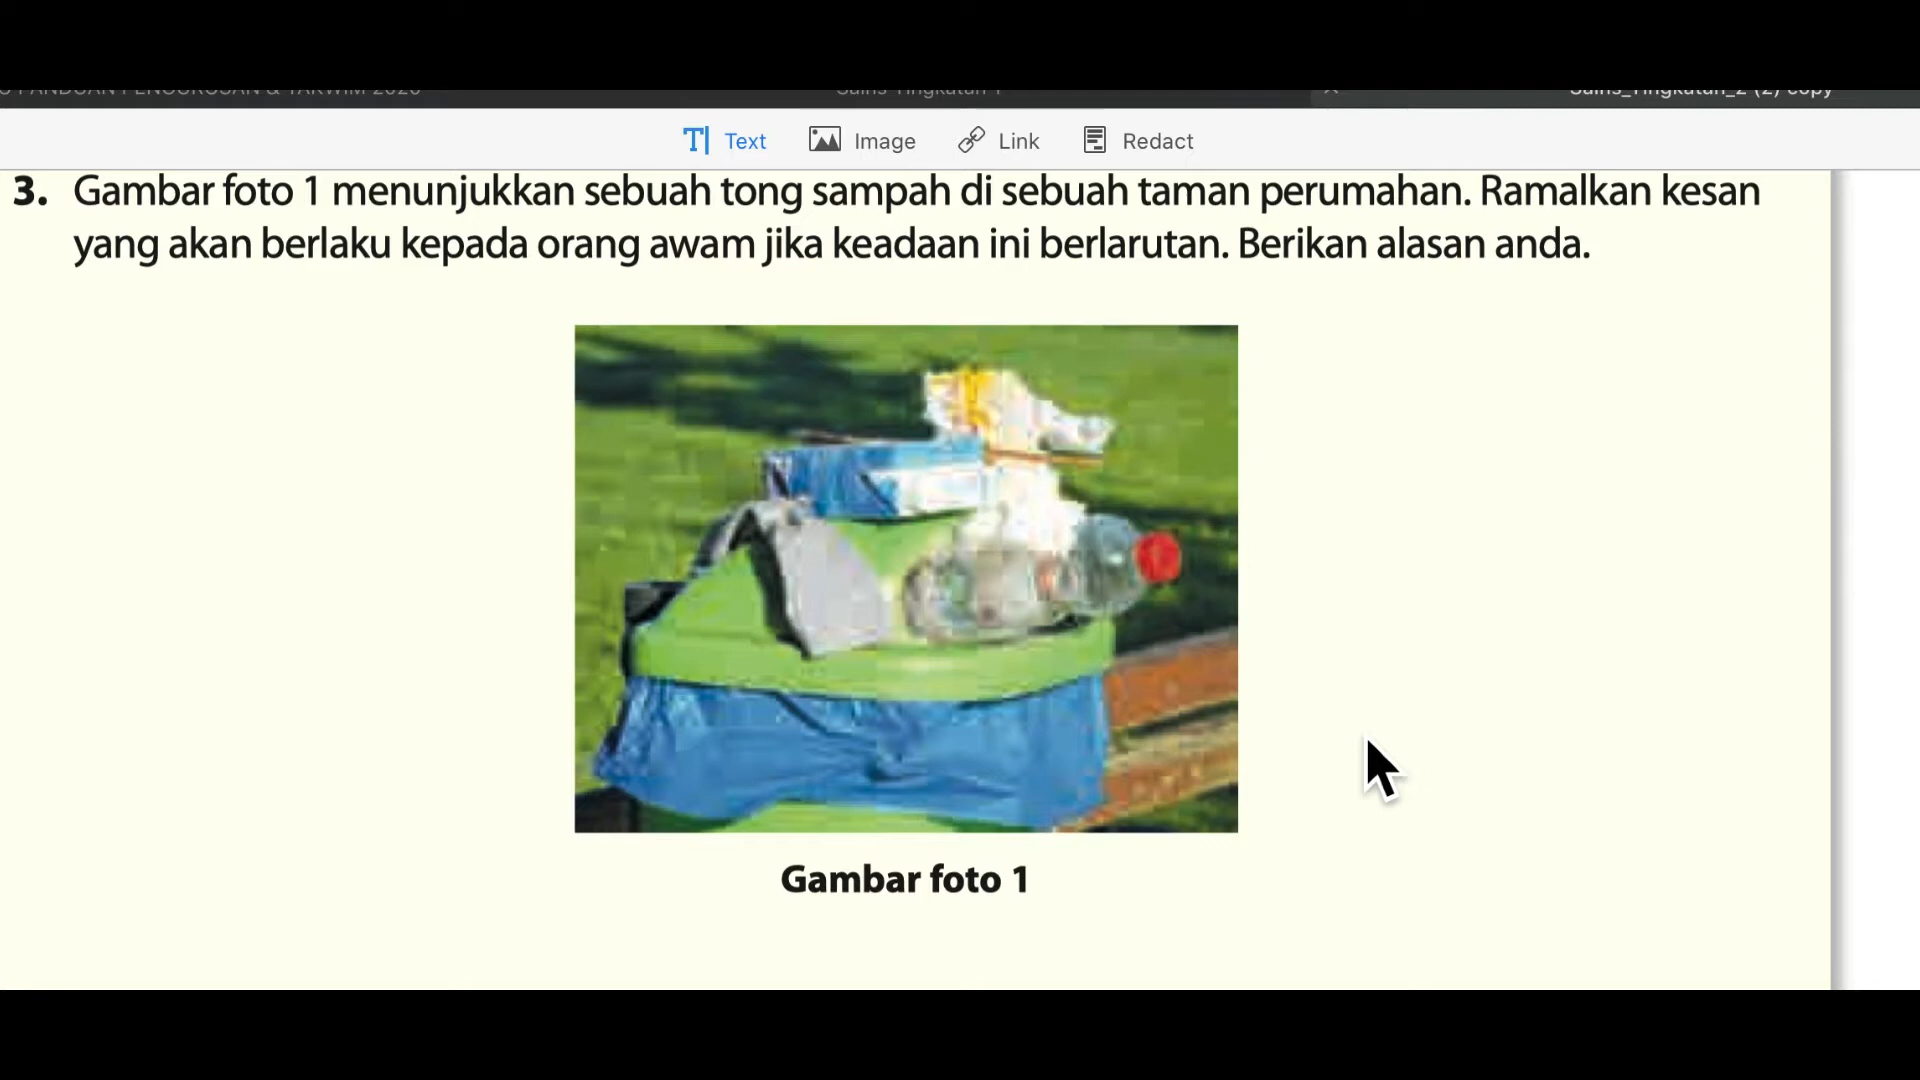 Text Image Link Redact
3. Gambar foto 1 menunjukkan sebuah tong sampah di sebuah taman perumahan. Ramalkan kesan
yang akan berlaku kepada orang awam jika keadaan ini berlarutan. Berikan alasan anda.
Gambar foto 1